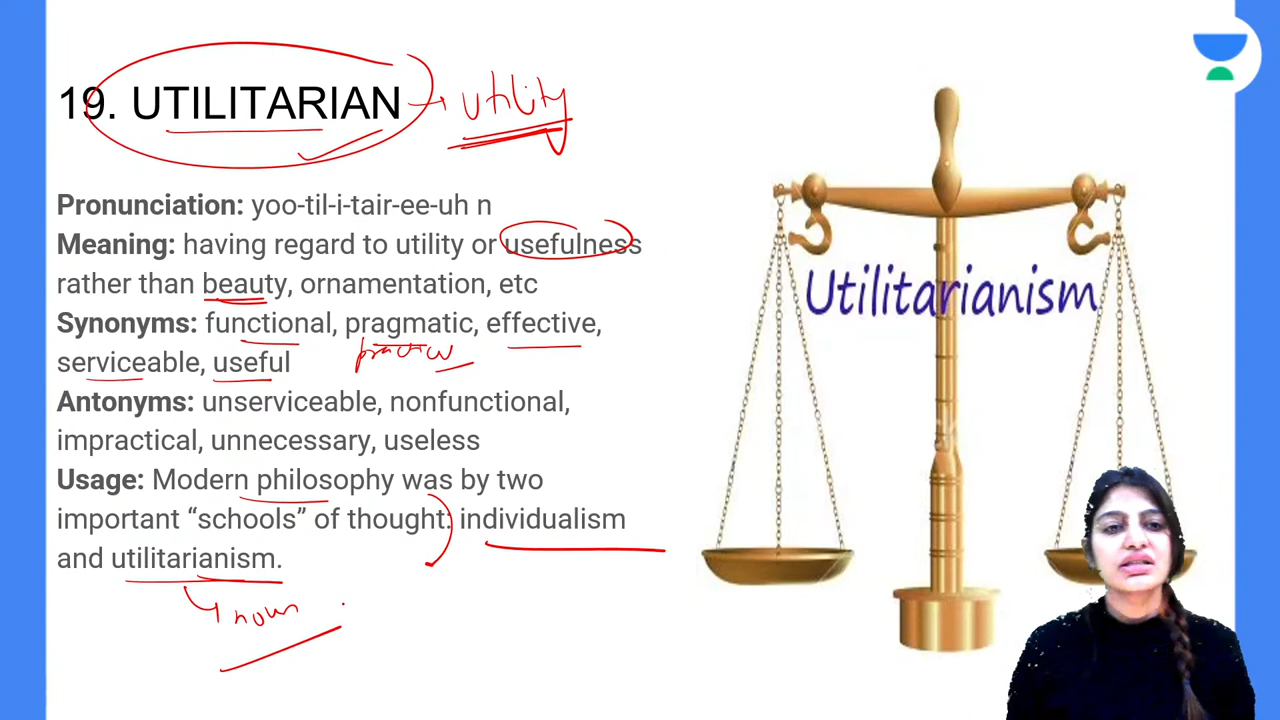 19. UTILITARIAN
utility
Pronunciation: yoo-til-i-tair-ee-uh n
Meaning: having regard to utility or usefulness
rather than beauty, ornamentation, etc
Synonyms: functional, pragmatic, effective,
serviceable, useful
Antonyms: unserviceable, nonfunctional,
impractical, unnecessary, useless
Usage: Modern philosophy was by two
important “schools” of thought: individualism
and utilitarianism.
noun
Utilitarianism